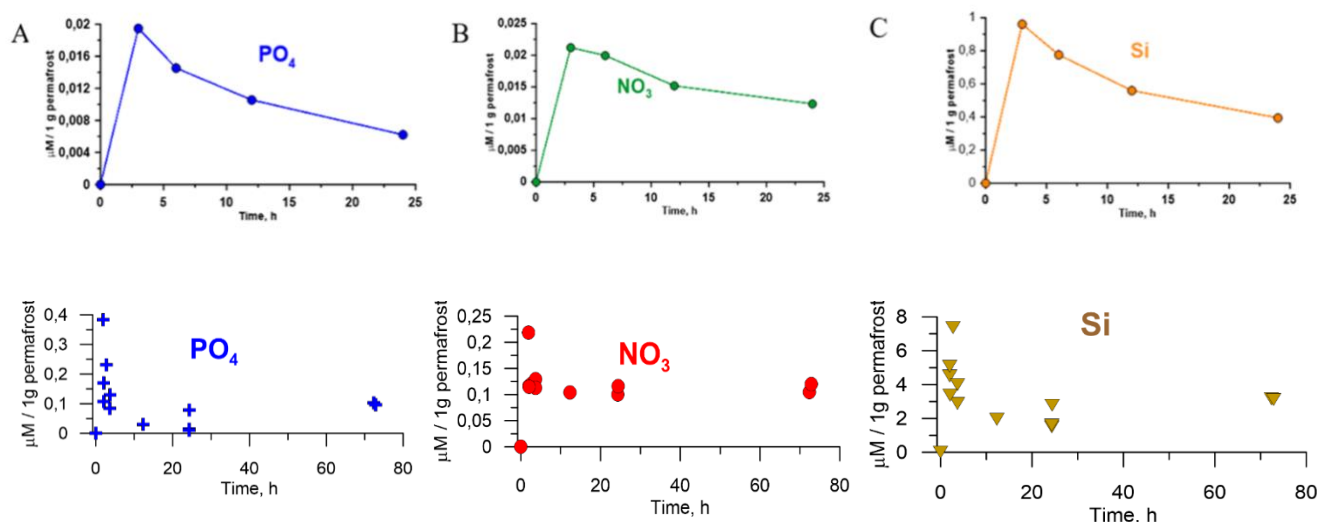 A
μM / 1 g permafrost
0,02
0,016
0,012
0,008
0,004
0
PO4
0 5 10 15 20 25
Time, h
B
μM / 1 g permafrost
0,025
0,02
0,015
0,01
0,005
0
NO3
0 5 10 15 20 25
Time, h
C
μM / 1 g permafrost
1
0,8
0,6
0,4
0,2
0
Si
0 5 10 15 20 25
Time, h
μM / 1g permafrost
0,4
0,3
0,2
0,1
0
PO4
0 20 40 60 80
Time, h
μM / 1g permafrost
0,25
0,2
0,15
0,1
0,05
0
NO3
0 20 40 60 80
Time, h
μM / 1g permafrost
8
6
4
2
0
Si
0 20 40 60 80
Time, h